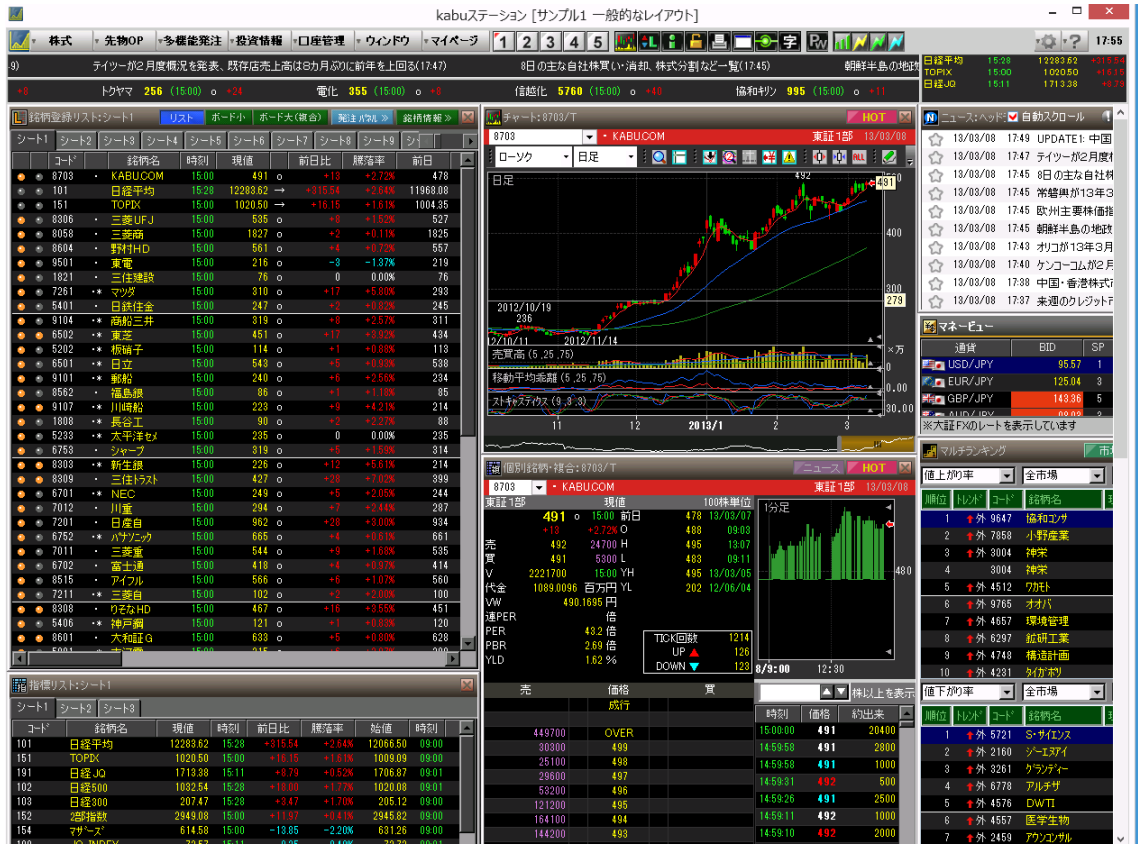 kabuステーション [サンプル1 一般的なレイアウト]
株式 先物OP 多機能発注 投資情報 口座管理 ウィンドウ マイページ 1 2 3 4 5 字 17:55
9) テイツーが2月度概況を発表、既存店売上高は8カ月ぶりに前年を上回る(17:47) 8日の主な自社株買い・消却、株式分割など一覧(17:45) 朝鮮半島の地政
日経平均 15:28 12283.62 +315.54
TOPIX 15:00 1020.50 +16.15
日経JQ 15:11 1713.38 +8.79
+8 トクヤマ 256 (15:00) o +24 電化 355 (15:00) o +8 信越化 5760 (15:00) o +40 協和キリン 995 (15:00) o +11
銘柄登録リスト:シート1 リスト ボード小 ボード大(複合) 発注パネル» 銘柄情報»
シート1 シート2 シート3 シート4 シート5 シート6 シート7 シート8 シート9
コード 銘柄名 時刻 現値 前日比 騰落率 前日
8703 KABU.COM 15:00 491 o +13 +2.72% 478
101 日経平均 15:28 12283.62 → +315.54 +2.64% 11968.08
151 TOPIX 15:00 1020.50 → +16.15 +1.61% 1004.35
8306 三菱UFJ 15:00 535 o +8 +1.52% 527
8058 三菱商 15:00 1827 o +2 +0.11% 1825
8604 野村HD 15:00 561 o +4 +0.72% 557
9501 東電 15:00 216 o -3 -1.37% 219
1821 三住建設 15:00 76 o 0 0.00% 76
7261 マツダ 15:00 310 o +17 +5.80% 293
5401 日鉄住金 15:00 247 o +2 +0.82% 245
9104 商船三井 15:00 319 o +8 +2.57% 311
6502 東芝 15:00 451 o +17 +3.92% 434
5202 板硝子 15:00 114 o +1 +0.88% 113
6501 日立 15:00 543 o +5 +0.93% 538
9101 郵船 15:00 240 o +6 +2.56% 234
8562 福島銀 15:00 86 o +1 +1.18% 85
9107 川崎船 15:00 223 o +9 +4.21% 214
1808 長谷工 15:00 90 o +2 +2.27% 88
5233 太平洋セメ 15:00 235 o 0 0.00% 235
6753 シャープ 15:00 319 o +5 +1.59% 314
8303 新生銀 15:00 226 o +12 +5.61% 214
8309 三住トラスト 15:00 427 o +28 +7.02% 399
6701 NEC 15:00 249 o +5 +2.05% 244
7012 川重 15:00 294 o +7 +2.44% 287
7201 日産自 15:00 962 o +28 +3.00% 934
6752 パナソニック 15:00 665 o +4 +0.61% 661
7011 三菱重 15:00 544 o +9 +1.68% 535
6702 富士通 15:00 418 o +4 +0.97% 414
8515 アイフル 15:00 566 o +6 +1.07% 560
7211 三菱自 15:00 102 o +2 +2.00% 100
8308 りそなHD 15:00 467 o +16 +3.55% 451
5406 神戸鋼 15:00 121 o +1 +0.83% 120
8601 大和証G 15:00 633 o +5 +0.80% 628
指標リスト:シート1
シート1 シート2 シート3
コード 銘柄名 現値 時刻 前日比 騰落率 始値 時刻
101 日経平均 12283.62 15:28 +315.54 +2.64% 12066.50 09:00
151 TOPIX 1020.50 15:00 +16.15 +1.61% 1009.09 09:00
191 日経JQ 1713.38 15:11 +8.79 +0.52% 1706.87 09:01
102 日経500 1032.54 15:28 +18.00 +1.77% 1020.08 09:01
103 日経300 207.47 15:28 +3.47 +1.70% 205.12 09:00
152 2部指数 2949.08 15:00 +11.97 +0.41% 2945.82 09:00
154 マザーズ 614.58 15:00 -13.85 -2.20% 631.26 09:00
チャート:8703/T HOT
8703 KABU.COM 東証1部 13/03/08
ローソク 日足
日足 492
491
400
300
279
2012/10/19
236
12/10/11 2012/11/14
売買高(5,25,75) ×万
0
移動平均乖離(5,25,75)
0.00
ストキャスティクス(9,3,3)
30.00
11 12 2013/1 2 3
個別銘柄・複合:8703/T ニュース HOT
8703 KABU.COM 東証1部 13/03/08
東証1部 現値 100株単位
491 o 15:00 前日 478 13/03/07
+13 +2.72% O 488 09:03
売 492 24700 H 495 13:07
買 491 5300 L 483 09:11
V 2221700 15:00 YH 495 13/03/05
代金 1089.0096 百万円 YL 202 12/06/04
VW 490.1695 円
連PER 倍
PER 43.2 倍
PBR 2.69 倍
YLD 1.62 %
TICK回数 1214
UP ▲ 126
DOWN ▼ 123
1分足
480
8/9:00 12:30
売 価格 買
成行
449700 OVER
30300 499
25100 498
29600 497
53200 496
121200 495
164100 494
144200 493
株以上を表示
時刻 価格 約出来
15:00:00 491 20400
14:59:58 491 2800
14:59:58 491 1000
14:59:31 492 500
14:59:26 491 2500
14:59:11 492 1000
14:59:10 492 2000
ニュース:ヘッド 自動スクロール
13/03/08 17:49 UPDATE1: 中国
13/03/08 17:47 テイツーが2月度
13/03/08 17:45 8日の主な自社株
13/03/08 17:45 常磐興が13年3
13/03/08 17:45 欧州主要株価指
13/03/08 17:45 朝鮮半島の地政
13/03/08 17:43 オリコが13年3月
13/03/08 17:40 ケンコーコムが2月
13/03/08 17:38 中国・香港株式市
13/03/08 17:37 来週のクレジット市
マネービュー
通貨 BID SP
USD/JPY 95.57 1
EUR/JPY 125.04 3
GBP/JPY 143.36 5
AUD/JPY
※大証FXのレートを表示しています
マルチランキング 市
値上がり率 全市場
順位 トレンド コード 銘柄名
1 外 9647 協和コンサ
2 外 7858 小野産業
3 外 3004 神栄
4 3004 神栄
5 外 4512 ワカモト
6 外 9765 オオバ
7 外 4657 環境管理
8 外 6297 鉱研工業
9 外 4748 構造計画
10 外 4231 タイガポリ
値下がり率 全市場
順位 トレンド コード 銘柄名
1 外 5721 S・サイエンス
2 外 2160 ジーエヌアイ
3 外 3261 グランディー
4 外 6778 アルチザ
5 外 4576 DWTI
6 外 4557 医学生物
7 外 2459 アウンコンサル